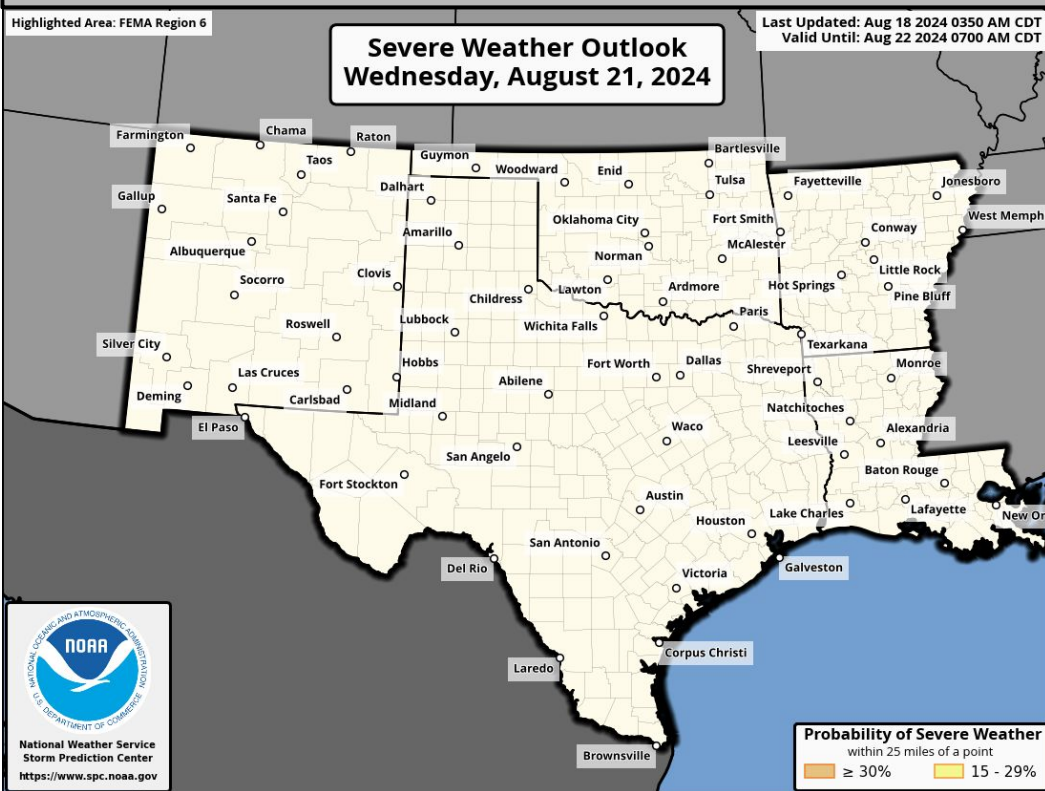 Highlighted Area: FEMA Region 6
Severe Weather Outlook
Wednesday, August 21, 2024
Last Updated: Aug 18 2024 0350 AM CDT
Valid Until: Aug 22 2024 0700 AM CDT
Farmington
Chama
Raton
Taos
Guymon
Woodward
Enid
Bartlesville
Tulsa
Fayetteville
Jonesboro
Gallup
Santa Fe
Dalhart
Oklahoma City
Fort Smith
West Memph
Albuquerque
Amarillo
Norman
McAlester
Conway
Socorro
Clovis
Childress
Lawton
Ardmore
Hot Springs
Little Rock
Pine Bluff
Roswell
Lubbock
Wichita Falls
Paris
Texarkana
Silver City
Las Cruces
Hobbs
Fort Worth
Dallas
Shreveport
Monroe
Deming
Carlsbad
Midland
Abilene
Natchitoches
El Paso
San Angelo
Waco
Leesville
Alexandria
Fort Stockton
Austin
Baton Rouge
Houston
Lake Charles
Lafayette
New Or
Del Rio
San Antonio
Victoria
Galveston
Laredo
Corpus Christi
Brownsville
NATIONAL OCEANIC AND ATMOSPHERIC ADMINISTRATION
NOAA
U.S. DEPARTMENT OF COMMERCE
National Weather Service
Storm Prediction Center
https://www.spc.noaa.gov
Probability of Severe Weather
within 25 miles of a point
≥ 30%
15 - 29%